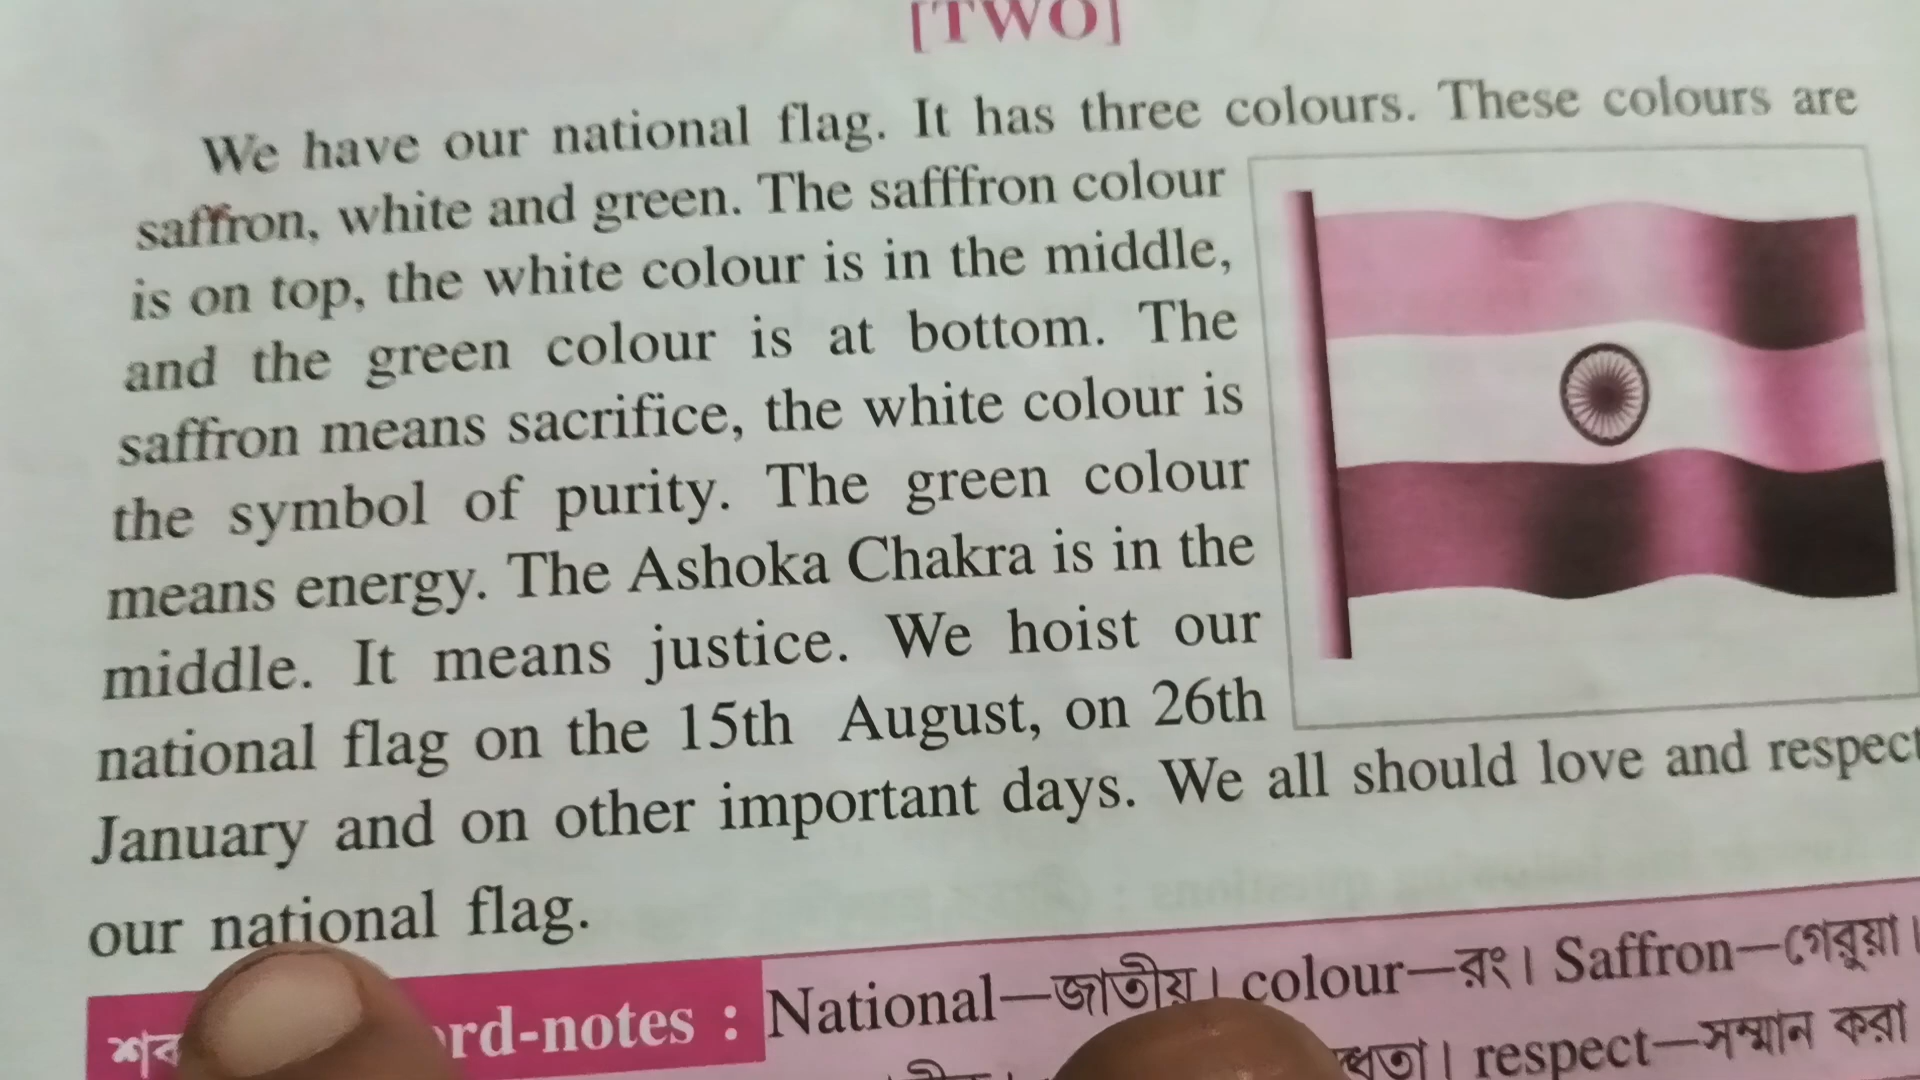 [TWO]
We have our national flag. It has three colours. These colours are
saffron, white and green. The safffron colour
is on top, the white colour is in the middle,
and the green colour is at bottom. The
saffron means sacrifice, the white colour is
the symbol of purity. The green colour
means energy. The Ashoka Chakra is in the
middle. It means justice. We hoist our
national flag on the 15th August, on 26th
January and on other important days. We all should love and respect
our national flag.
National—জাতীয়। colour—রং। Saffron—গেরুয়া।
respect—সম্মান করা